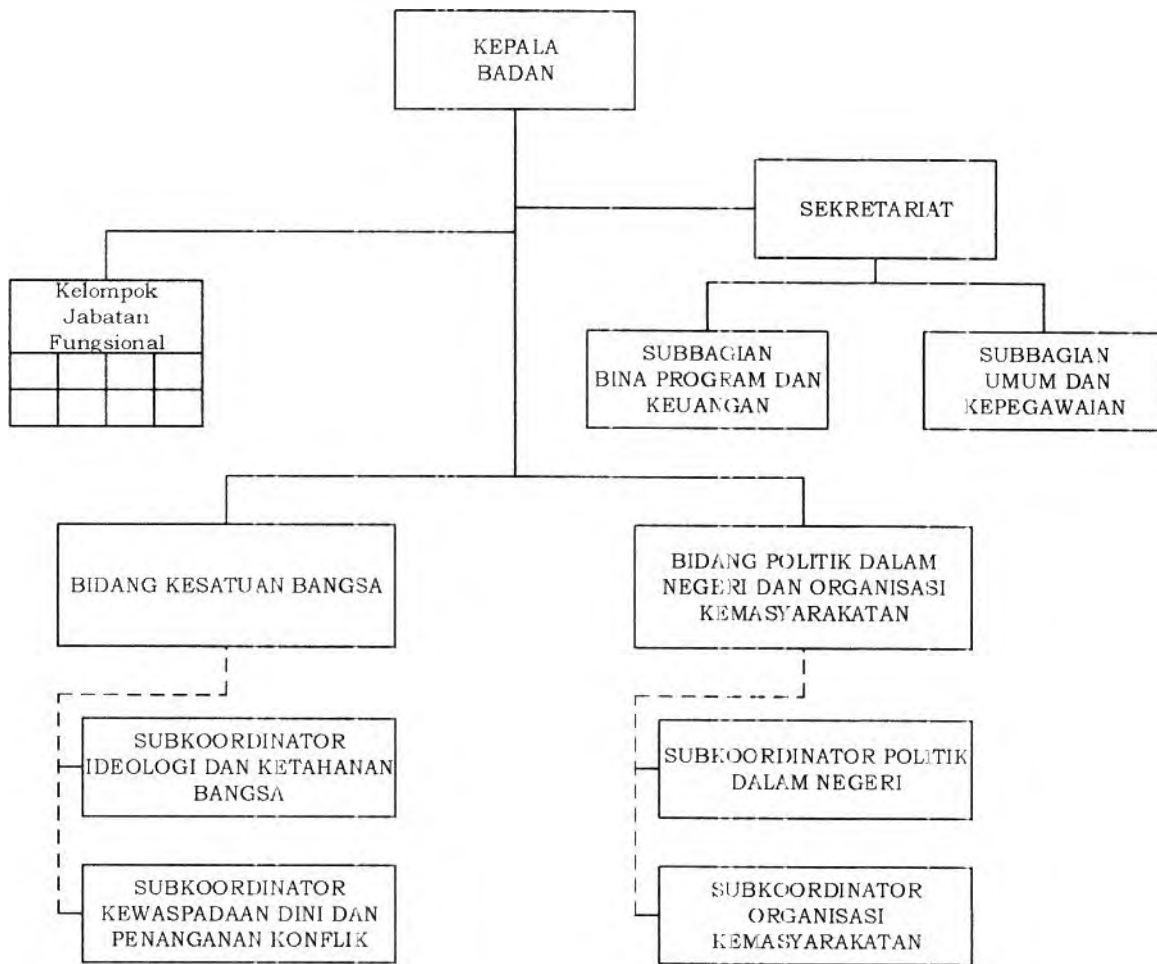 KEPALA
BADAN
SEKRETARIAT
Kelompok
Jabatan
Fungsional
SUBBAGIAN
BINA PROGRAM DAN
KEUANGAN
SUBBAGIAN
UMUM DAN
KEPEGAWAIAN
BIDANG KESATUAN BANGSA
BIDANG POLITIK DALAM
NEGERI DAN ORGANISASI
KEMASYARAKATAN
SUBKOORDINATOR
IDEOLOGI DAN KETAHANAN
BANGSA
SUBKOORDINATOR POLITIK
DALAM NEGERI
SUBKOORDINATOR
KEWASPADAAN DINI DAN
PENANGANAN KONFLIK
SUBKOORDINATOR
ORGANISASI
KEMASYARAKATAN